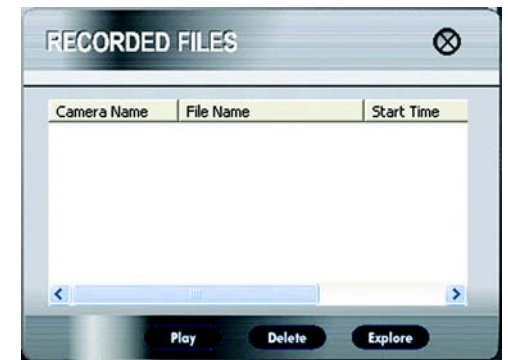 RECORDED FILES
Camera Name File Name Start Time
Play Delete Explore